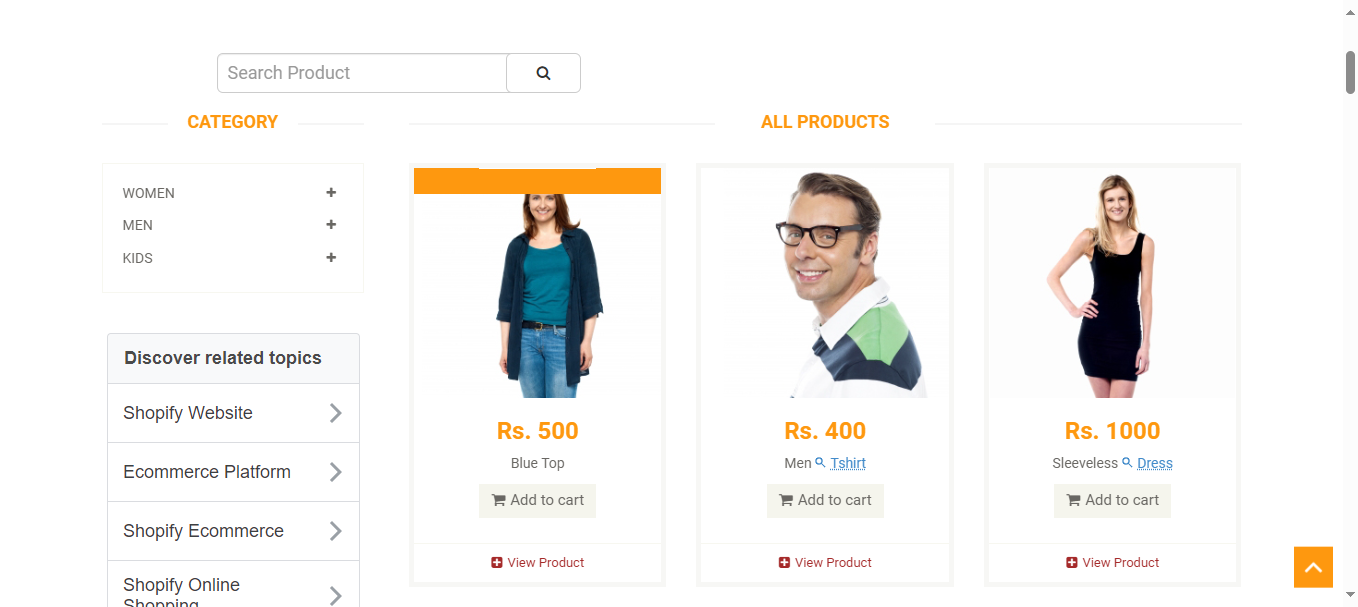 Search Product
CATEGORY
WOMEN
MEN
KIDS
Discover related topics
Shopify Website
Ecommerce Platform
Shopify Ecommerce
Shopify Online
Shopping
ALL PRODUCTS
Rs. 500
Blue Top
Add to cart
View Product
Rs. 400
Men Tshirt
Add to cart
View Product
Rs. 1000
Sleeveless Dress
Add to cart
View Product